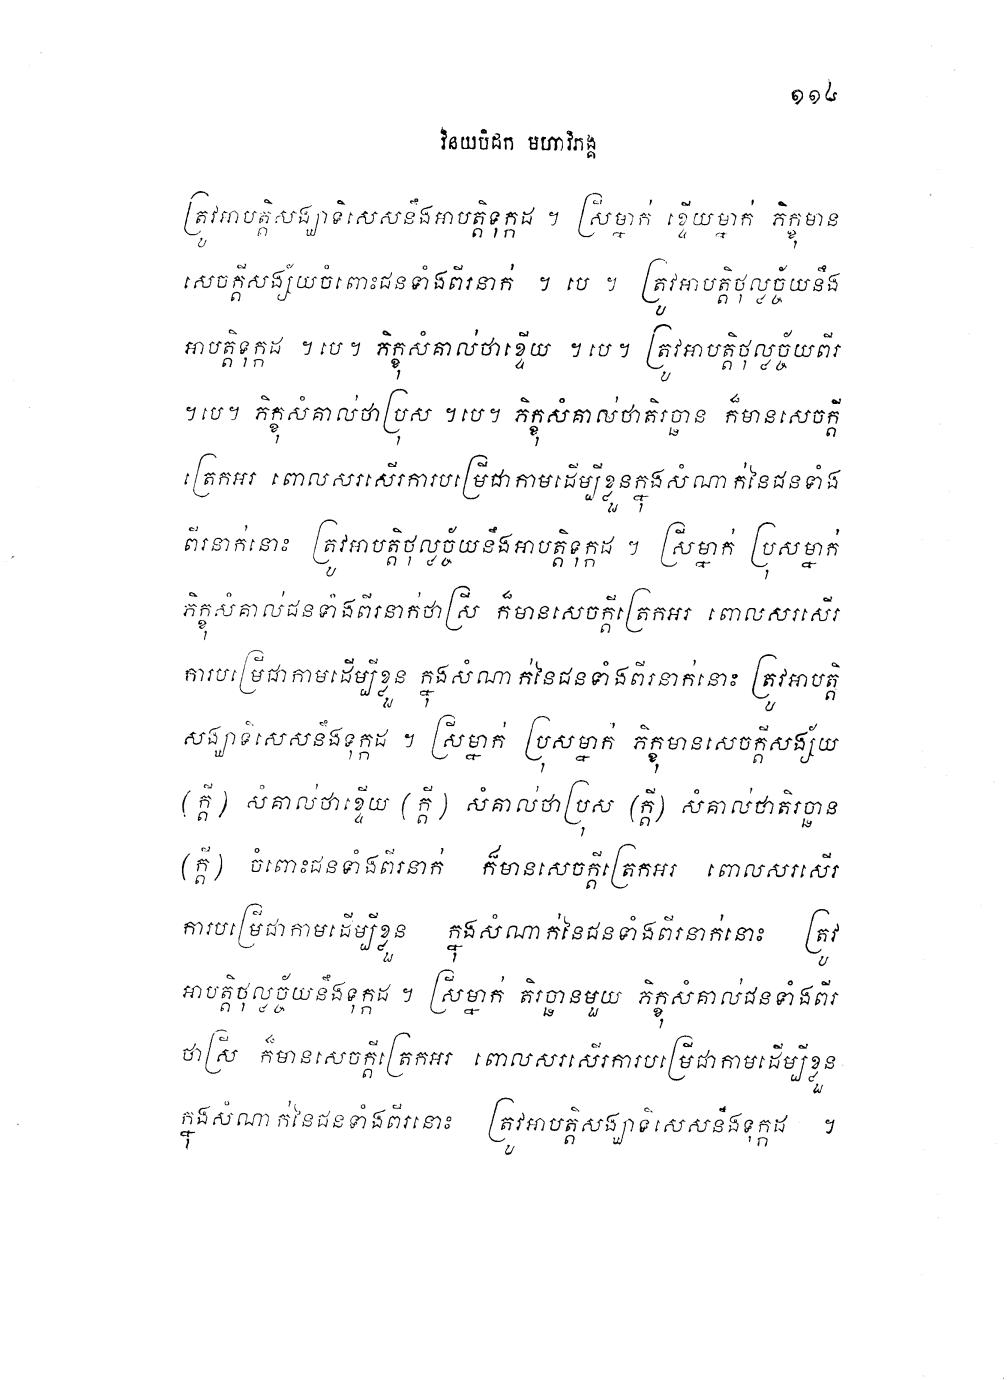 ១១៤
វិនយបិដក មហាវិភង្គ
ត្រូវអាបត្តិសង្ឃាទិសេសនឹងអាបត្តិទុក្កដ ។ ស្រីម្នាក់ ខ្ទើយម្នាក់ ភិក្ខុមាន
សេចក្តីសង្ស័យចំពោះជនទាំងពីរនាក់ ។ បេ ។ ត្រូវអាបត្តិថុល្លច្ច័យនឹង
អាបត្តិទុក្កដ ។ បេ ។ ភិក្ខុសំគាល់ថាខ្ទើយ ។ បេ ។ ត្រូវអាបត្តិថុល្លច្ច័យពីរ
។ បេ ។ ភិក្ខុសំគាល់ថាប្រុស ។ បេ ។ ភិក្ខុសំគាល់ថាតិរច្ឆាន ក៏មានសេចក្តី
ត្រេកអរ ពោលសរសើរការបម្រើជាកាមដើម្បីខ្លួនក្នុងសំណាក់នៃជនទាំង
ពីរនាក់នោះ ត្រូវអាបត្តិថុល្លច្ច័យនឹងអាបត្តិទុក្កដ ។ ស្រីម្នាក់ ប្រុសម្នាក់
ភិក្ខុសំគាល់ជនទាំងពីរនាក់ថាស្រី ក៏មានសេចក្តីត្រេកអរ ពោលសរសើរ
ការបម្រើជាកាមដើម្បីខ្លួន ក្នុងសំណាក់នៃជនទាំងពីរនាក់នោះ ត្រូវអាបត្តិ
សង្ឃាទិសេសនឹងទុក្កដ ។ ស្រីម្នាក់ ប្រុសម្នាក់ ភិក្ខុមានសេចក្តីសង្ស័យ
(ក្តី) សំគាល់ថាខ្ទើយ (ក្តី) សំគាល់ថាប្រុស (ក្តី) សំគាល់ថាតិរច្ឆាន
(ក្តី) ចំពោះជនទាំងពីរនាក់ ក៏មានសេចក្តីត្រេកអរ ពោលសរសើរ
ការបម្រើជាកាមដើម្បីខ្លួន ក្នុងសំណាក់នៃជនទាំងពីរនាក់នោះ ត្រូវ
អាបត្តិថុល្លច្ច័យនឹងទុក្កដ ។ ស្រីម្នាក់ តិរច្ឆានមួយ ភិក្ខុសំគាល់ជនទាំងពីរ
ថាស្រី ក៏មានសេចក្តីត្រេកអរ ពោលសរសើរការបម្រើជាកាមដើម្បីខ្លួន
ក្នុងសំណាក់នៃជនទាំងពីរនោះ ត្រូវអាបត្តិសង្ឃាទិសេសនឹងទុក្កដ ។